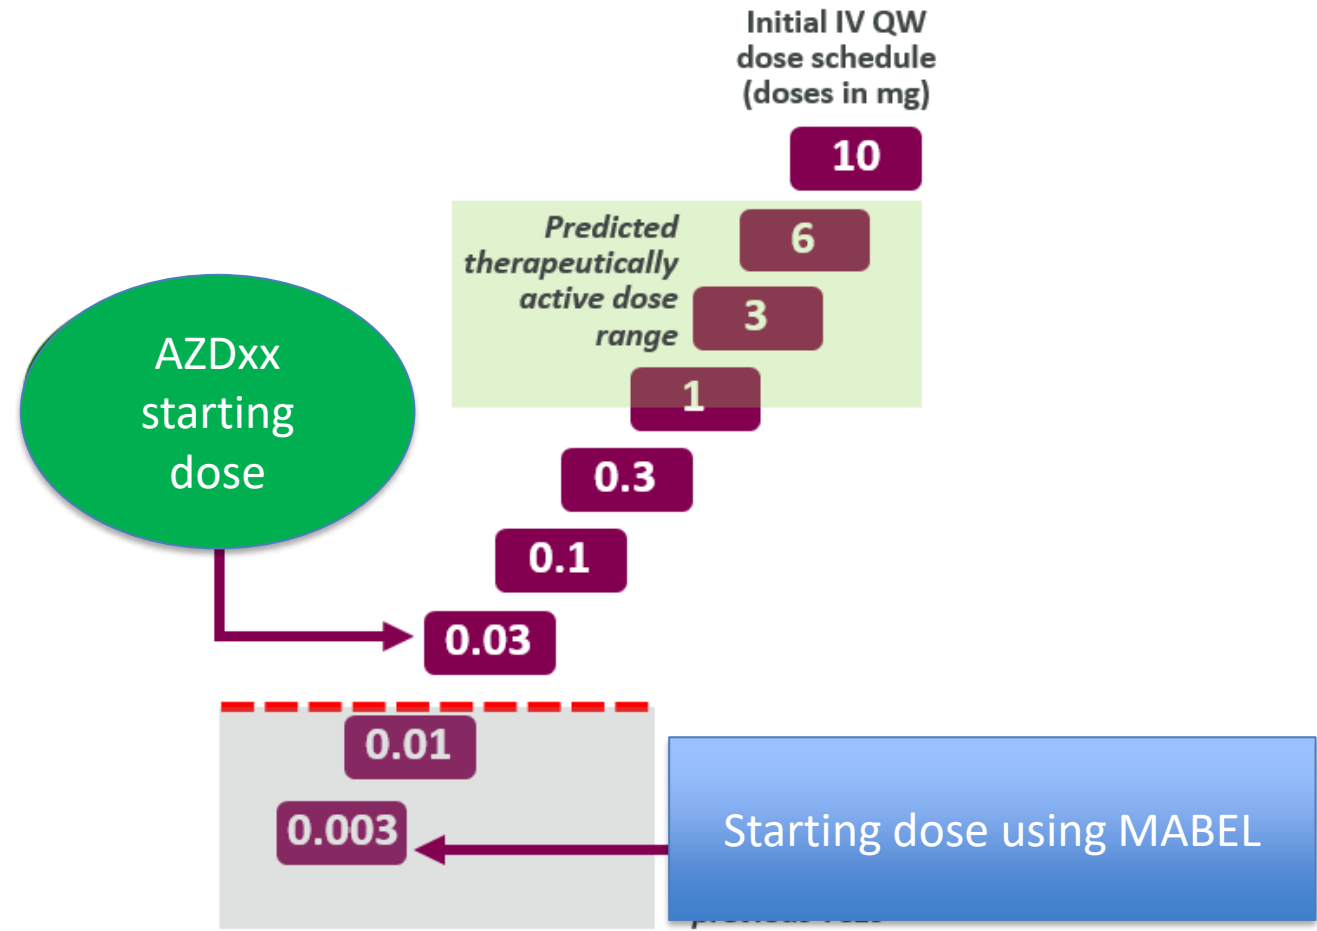 Initial IV QW
dose schedule
(doses in mg)
10
Predicted
therapeutically
active dose
range
6
3
1
AZDxx
starting
dose
0.3
0.1
0.03
0.01
0.003
Starting dose using MABEL